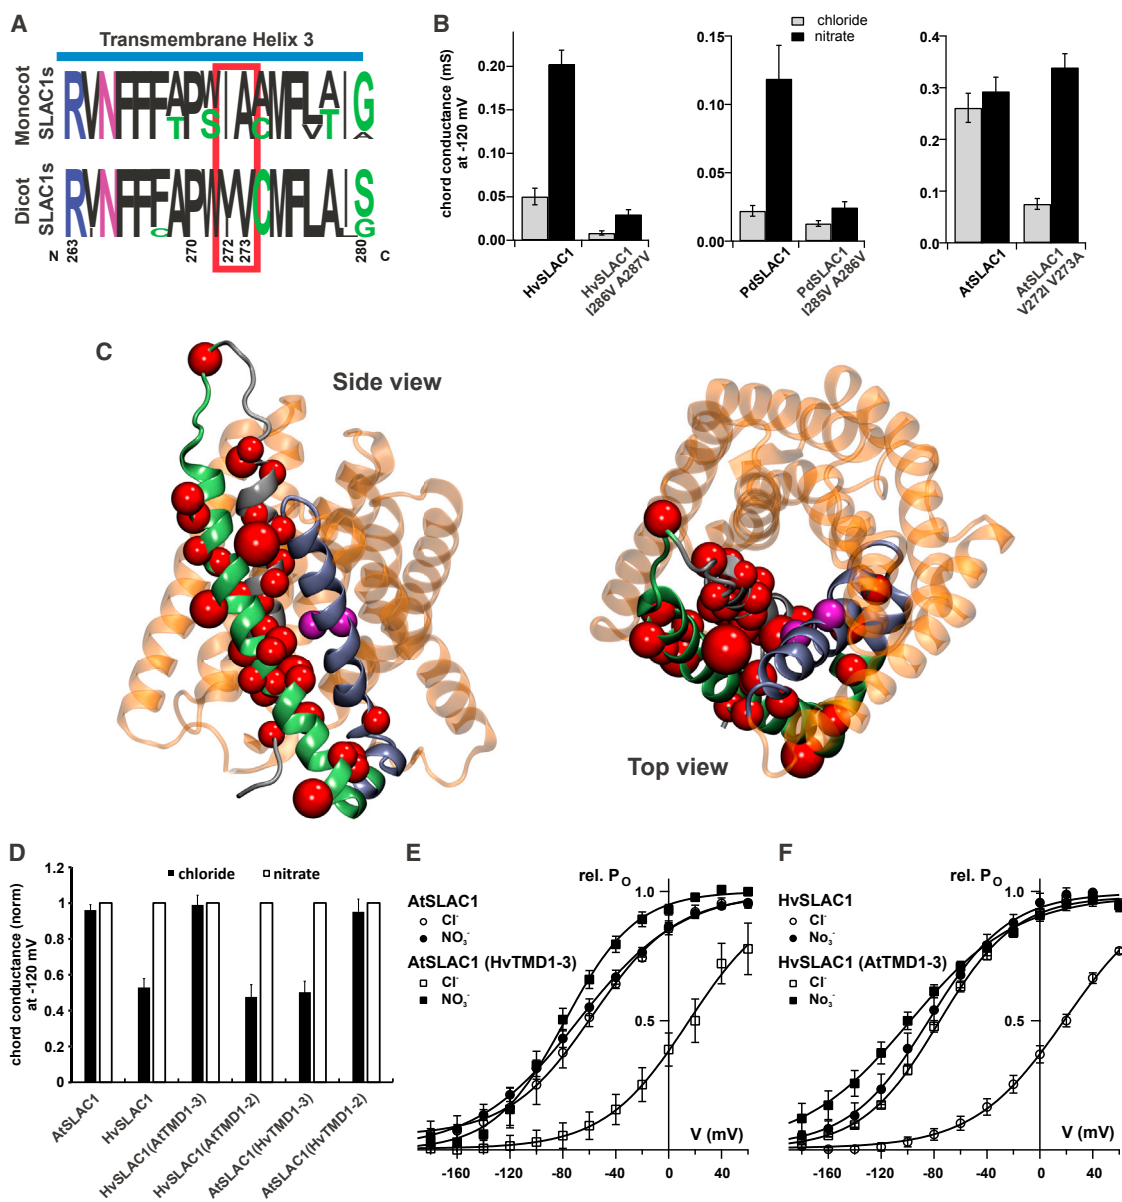 A
Transmembrane Helix 3
Monocot
SLAC1s
Dicot
SLAC1s
N
263
270
272
273
280
C
B
chloride
nitrate
chord conductance (mS)
at -120 mV
0.20
0.15
0.10
0.05
0.00
HvSLAC1
HvSLAC1
I286V A287V
0.15
0.10
0.05
0.00
PdSLAC1
PdSLAC1
I285V A286V
0.4
0.3
0.2
0.1
0.0
AtSLAC1
AtSLAC1
V272I V273A
C
Side view
Top view
D
chloride
nitrate
chord conductance (norm)
at -120 mV
1.2
1
0.8
0.6
0.4
0.2
0
AtSLAC1
HvSLAC1
HvSLAC1(AtTMD1-3)
HvSLAC1(AtTMD1-2)
AtSLAC1(HvTMD1-3)
AtSLAC1(HvTMD1-2)
E
rel. PO
AtSLAC1
Cl-
NO3-
AtSLAC1 (HvTMD1-3)
Cl-
NO3-
1.0
0.5
V (mV)
-160
-120
-80
-40
0
40
F
rel. PO
HvSLAC1
Cl-
No3-
HvSLAC1 (AtTMD1-3)
Cl-
No3-
1.0
0.5
V (mV)
-160
-120
-80
-40
0
40